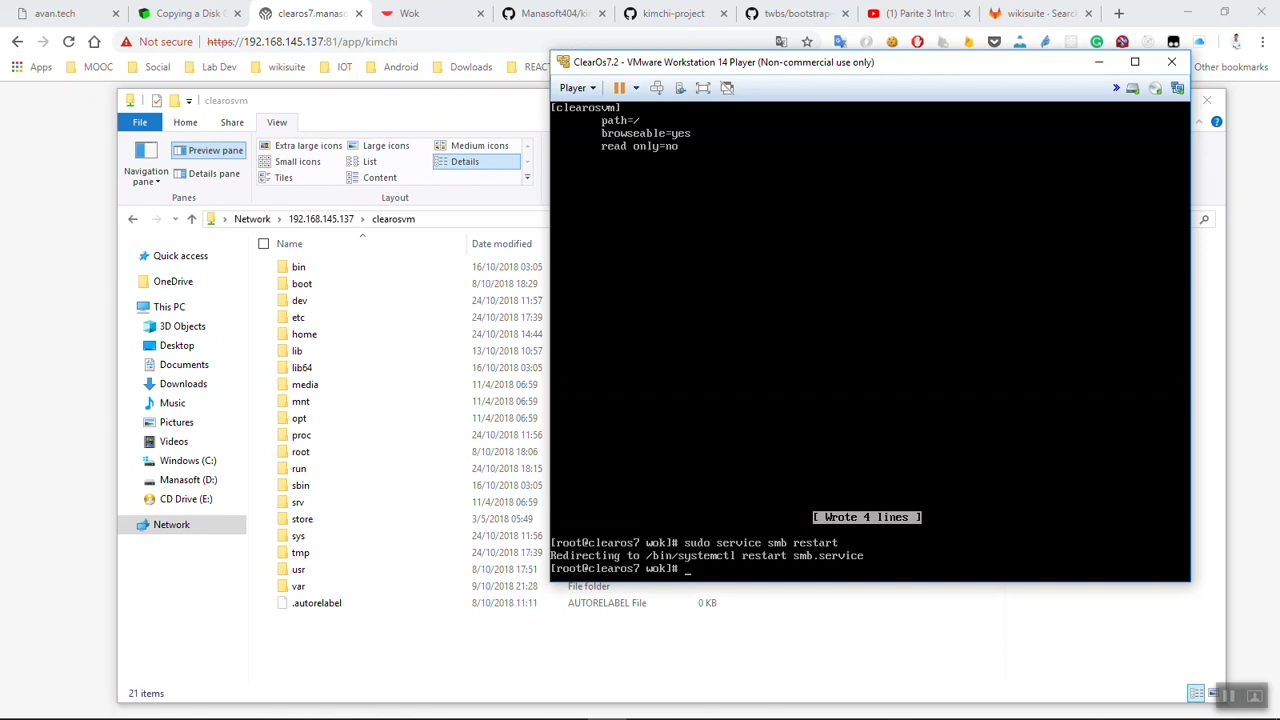 avan.tech
Copying a Disk C
clearos7.manaso
Wok
Manasoft404/ki
kimchi-project
twbs/bootstrap-
Parite 3 Intro
wikisuite · Searc
Not secure
https://192.168.145.137:81/app/kimchi
Apps
MOOC
Social
Lab Dev
wikisuite
IOT
Android
Dowloads
REACT
Other bookmarks
clearosvm
File
Home
Share
View
Navigation
pane
Preview pane
Details pane
Panes
Extra large icons
Large icons
Medium icons
Small icons
List
Details
Tiles
Content
Layout
Network
192.168.145.137
clearosvm
Quick access
OneDrive
This PC
3D Objects
Desktop
Documents
Downloads
Music
Pictures
Videos
Windows (C:)
Manasoft (D:)
CD Drive (E:)
Network
Name
Date modified
bin 16/10/2018 03:05
boot 8/10/2018 18:29
dev 24/10/2018 11:57
etc 24/10/2018 17:39
home 24/10/2018 14:44
lib 13/10/2018 10:57
lib64 16/10/2018 03:05
media 11/4/2018 06:59
mnt 11/4/2018 06:59
opt 11/4/2018 06:59
proc 24/10/2018 11:56
root 8/10/2018 18:06
run 24/10/2018 18:15
sbin 16/10/2018 03:05
srv 11/4/2018 06:59
store 3/5/2018 05:49
sys 24/10/2018 11:56
tmp 24/10/2018 11:56
usr 8/10/2018 17:51
var 9/10/2018 21:28 File folder
.autorelabel 8/10/2018 11:11 AUTORELABEL File 0 KB
21 items
ClearOs7.2 - VMware Workstation 14 Player (Non-commercial use only)
Player
[clearosvm]
path=/
browseable=yes
read only=no
[ Wrote 4 lines ]
[root@clearos7 wok]# sudo service smb restart
Redirecting to /bin/systemctl restart smb.service
[root@clearos7 wok]# _